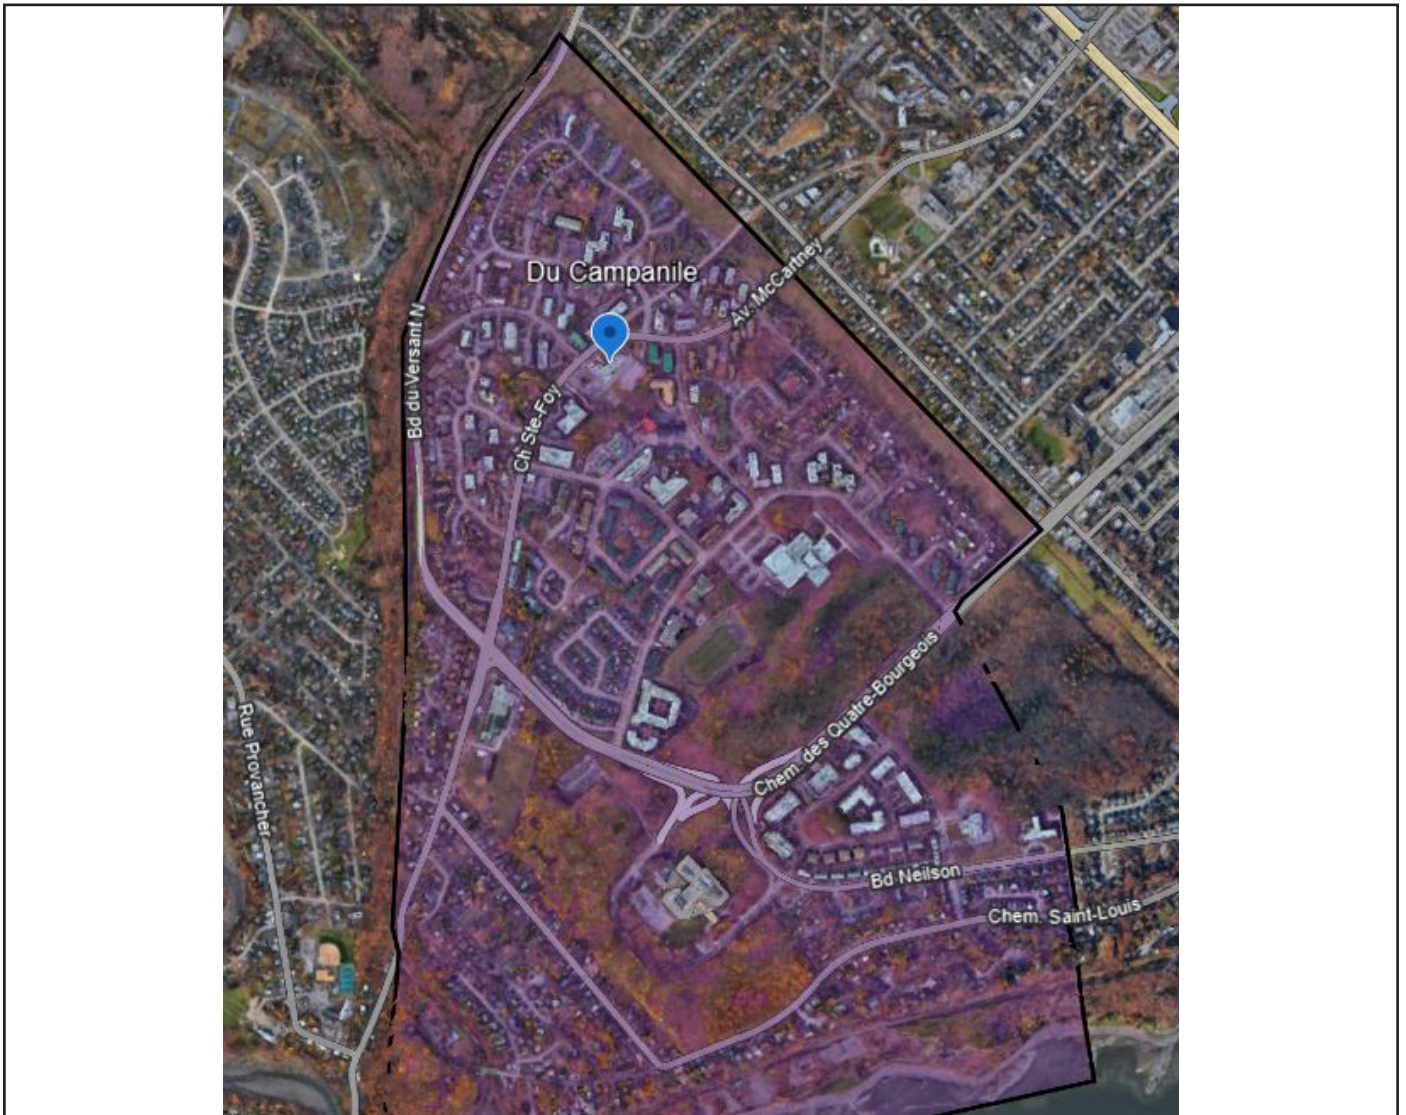 Du Campanile
Av. McCartney
Bd du Versant N
Ch Ste-Foy
Chem. des Quatre-Bourgeois
Rue Provancher
Bd Neilson
Chem. Saint-Louis